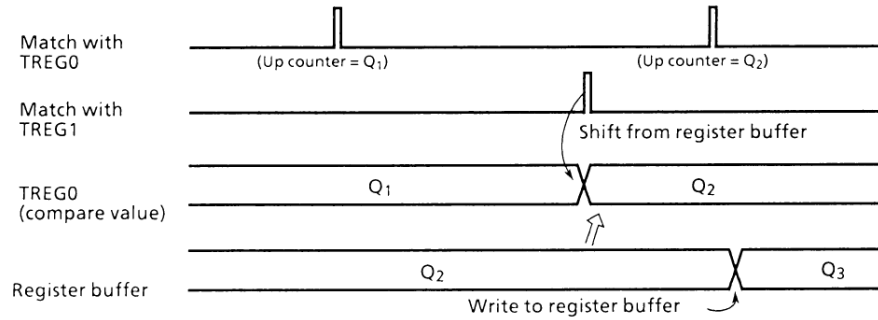 Match with
TREG0
(Up counter = Q₁)
(Up counter = Q₂)
Match with
TREG1
Shift from register buffer
TREG0
(compare value)
Q₁
Q₂
Register buffer
Q₂
Q₃
Write to register buffer